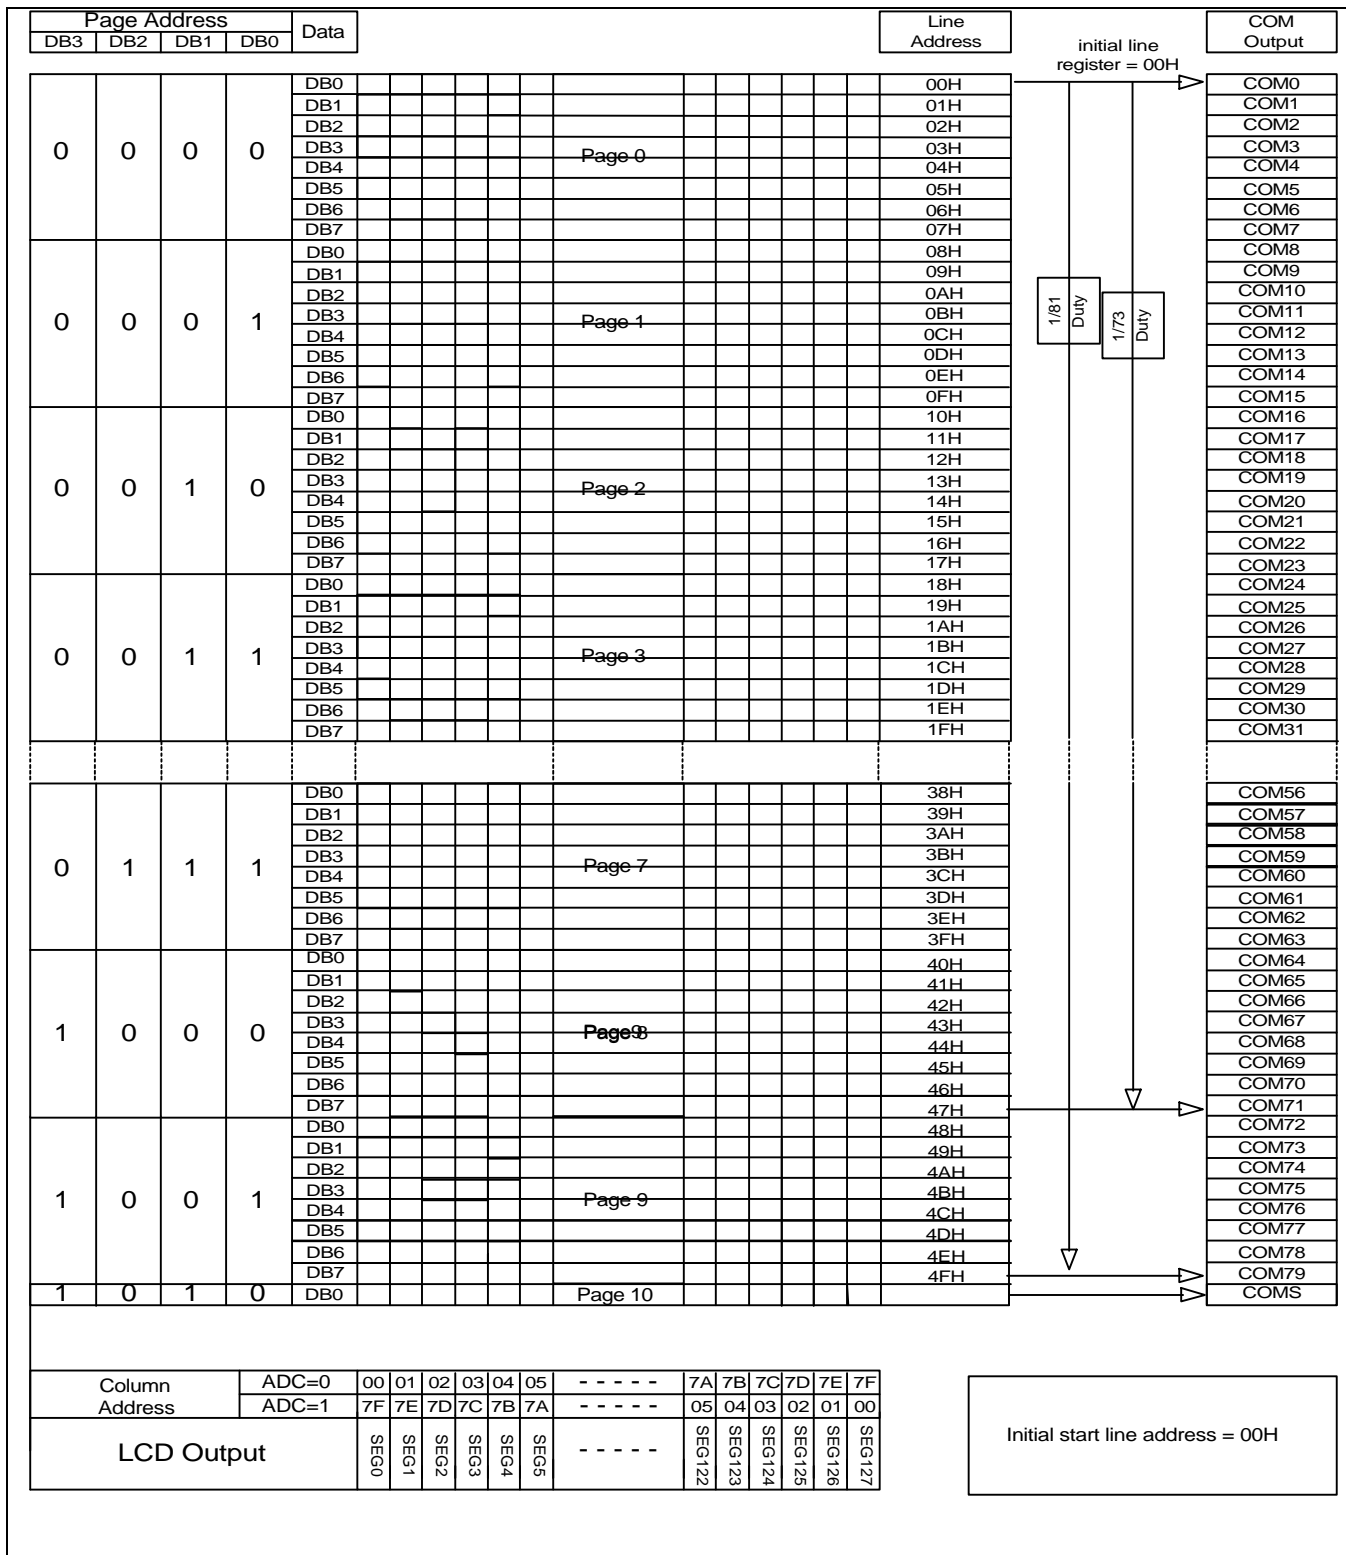 Page Address Data Line Address COM Output
DB3 DB2 DB1 DB0
initial line
register = 00H
DB0 00H COM0
DB1 01H COM1
DB2 02H COM2
0 0 0 0 DB3 Page 0 03H COM3
DB4 04H COM4
DB5 05H COM5
DB6 06H COM6
DB7 07H COM7
DB0 08H COM8
DB1 09H COM9
DB2 0AH COM10
0 0 0 1 DB3 Page 1 0BH 1/81 Duty 1/73 Duty COM11
DB4 0CH COM12
DB5 0DH COM13
DB6 0EH COM14
DB7 0FH COM15
DB0 10H COM16
DB1 11H COM17
DB2 12H COM18
0 0 1 0 DB3 Page 2 13H COM19
DB4 14H COM20
DB5 15H COM21
DB6 16H COM22
DB7 17H COM23
DB0 18H COM24
DB1 19H COM25
DB2 1AH COM26
0 0 1 1 DB3 Page 3 1BH COM27
DB4 1CH COM28
DB5 1DH COM29
DB6 1EH COM30
DB7 1FH COM31
DB0 38H COM56
DB1 39H COM57
DB2 3AH COM58
DB3 3BH COM59
0 1 1 1 DB4 Page 7 3CH COM60
DB5 3DH COM61
DB6 3EH COM62
DB7 3FH COM63
DB0 40H COM64
DB1 41H COM65
DB2 42H COM66
DB3 43H COM67
1 0 0 0 DB4 Page 44H COM68
DB5 45H COM69
DB6 46H COM70
DB7 47H COM71
DB0 48H COM72
DB1 49H COM73
DB2 4AH COM74
1 0 0 1 DB3 Page 9 4BH COM75
DB4 4CH COM76
DB5 4DH COM77
DB6 4EH COM78
DB7 4FH COM79
1 0 1 0 DB0 Page 10 COMS
Column Address ADC=0 00 01 02 03 04 05 - - - - - 7A 7B 7C 7D 7E 7F
ADC=1 7F 7E 7D 7C 7B 7A - - - - - 05 04 03 02 01 00
LCD Output SEG0 SEG1 SEG2 SEG3 SEG4 SEG5 - - - - - SEG122 SEG123 SEG124 SEG125 SEG126 SEG127
Initial start line address = 00H